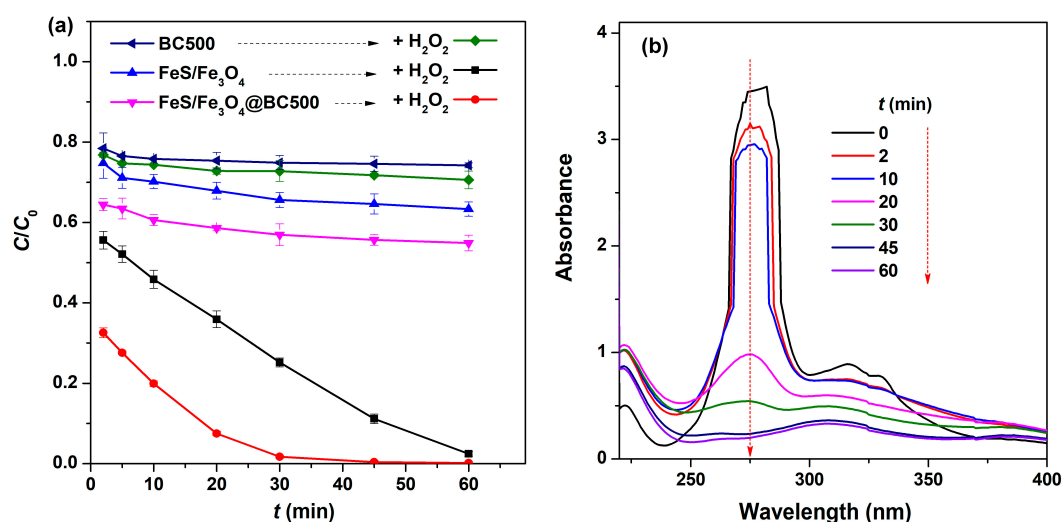 (a)
BC500 + H₂O₂
FeS/Fe₃O₄ + H₂O₂
FeS/Fe₃O₄@BC500 + H₂O₂
1.0
0.8
0.6
0.4
0.2
0.0
C/C₀
0 10 20 30 40 50 60
t (min)
(b)
t (min)
0
2
10
20
30
45
60
4
3
2
1
0
Absorbance
250 300 350 400
Wavelength (nm)